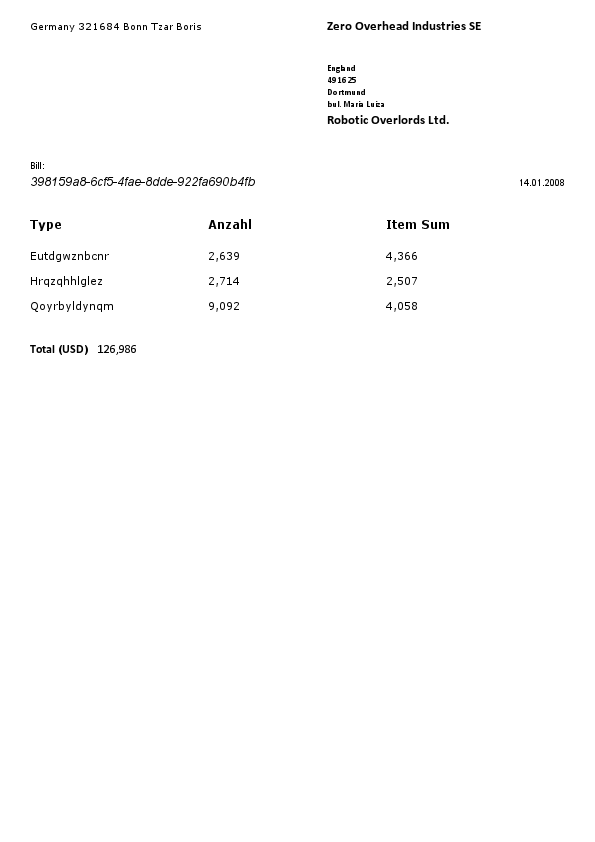 Germany 321684 Bonn Tzar Boris
Zero Overhead Industries SE
England
491625
Dortmund
bul. Maria Luiza
Robotic Overlords Ltd.
Bill:
398159a8-6cf5-4fae-8dde-922fa690b4fb 14.01.2008
Type Anzahl Item Sum
Eutdgwznbcnr 2,639 4,366
Hrqzqhhlglez 2,714 2,507
Qoyrbyldynqm 9,092 4,058
Total (USD) 126,986